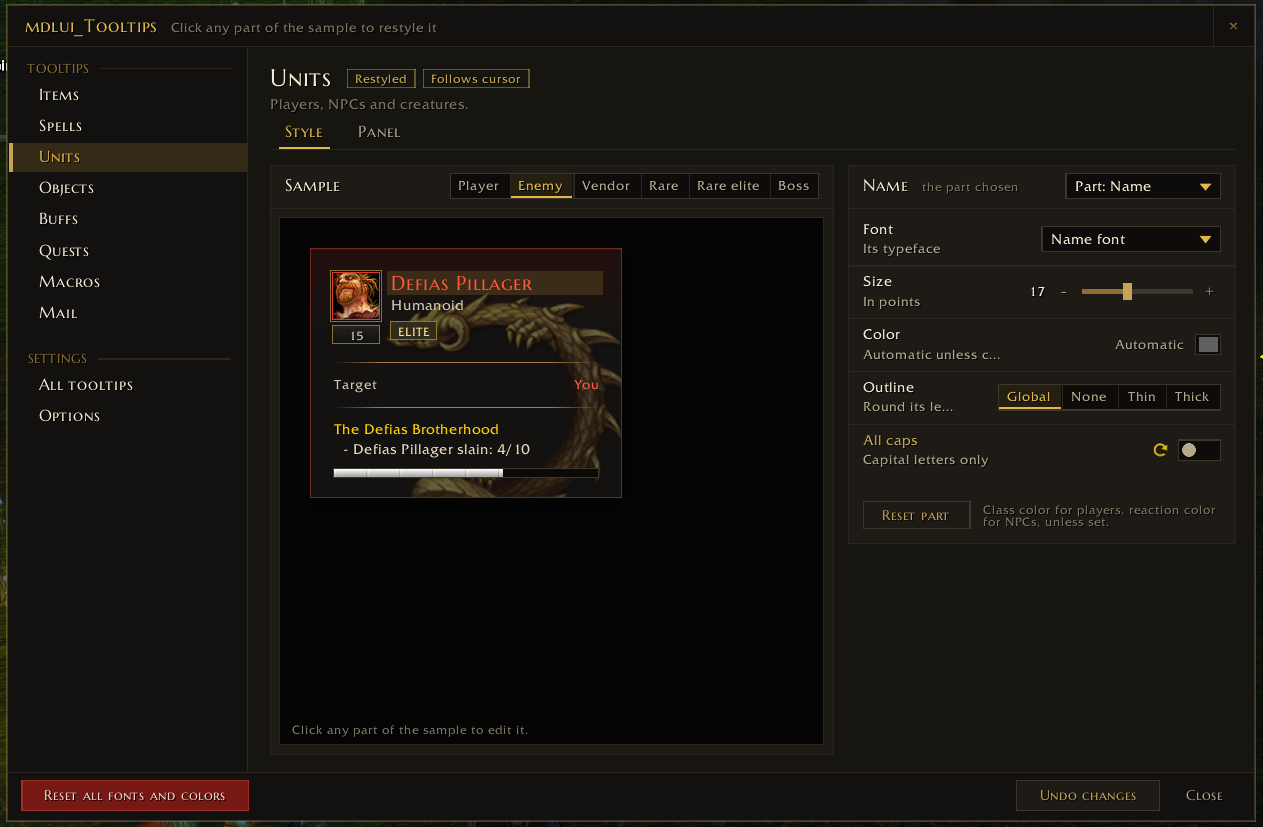 mdlui_Tooltips Click any part of the sample to restyle it ×
Tooltips
Items
Spells
Units
Objects
Buffs
Quests
Macros
Mail
Settings
All tooltips
Options
Units Restyled Follows cursor
Players, NPCs and creatures.
Style Panel
Sample Player Enemy Vendor Rare Rare elite Boss
Defias Pillager
Humanoid
15 ELITE
Target You
The Defias Brotherhood
- Defias Pillager slain: 4/10
Click any part of the sample to edit it.
Name the part chosen Part: Name
Font
Its typeface
Name font
Size
In points
17 - +
Color
Automatic unless c...
Automatic
Outline
Round its le...
Global None Thin Thick
All caps
Capital letters only
Reset part
Class color for players, reaction color
for NPCs, unless set.
Reset all fonts and colors Undo changes Close